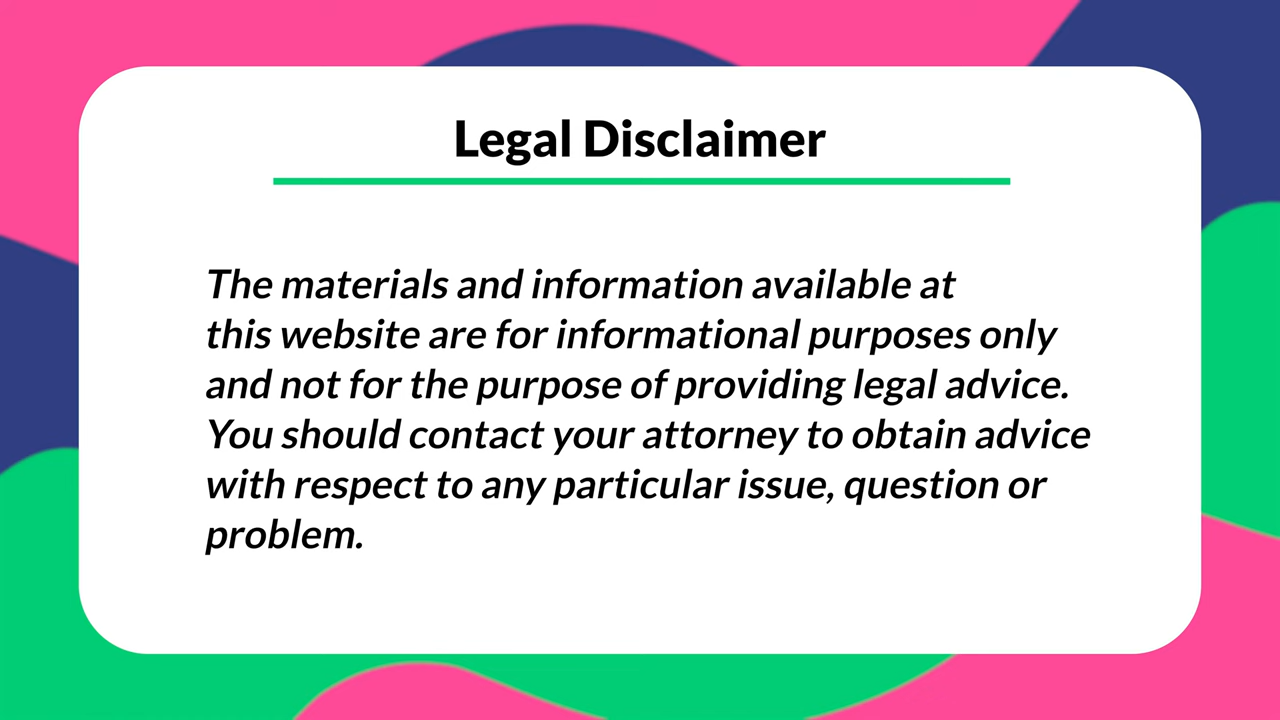 Legal Disclaimer
The materials and information available at
this website are for informational purposes only
and not for the purpose of providing legal advice.
You should contact your attorney to obtain advice
with respect to any particular issue, question or
problem.